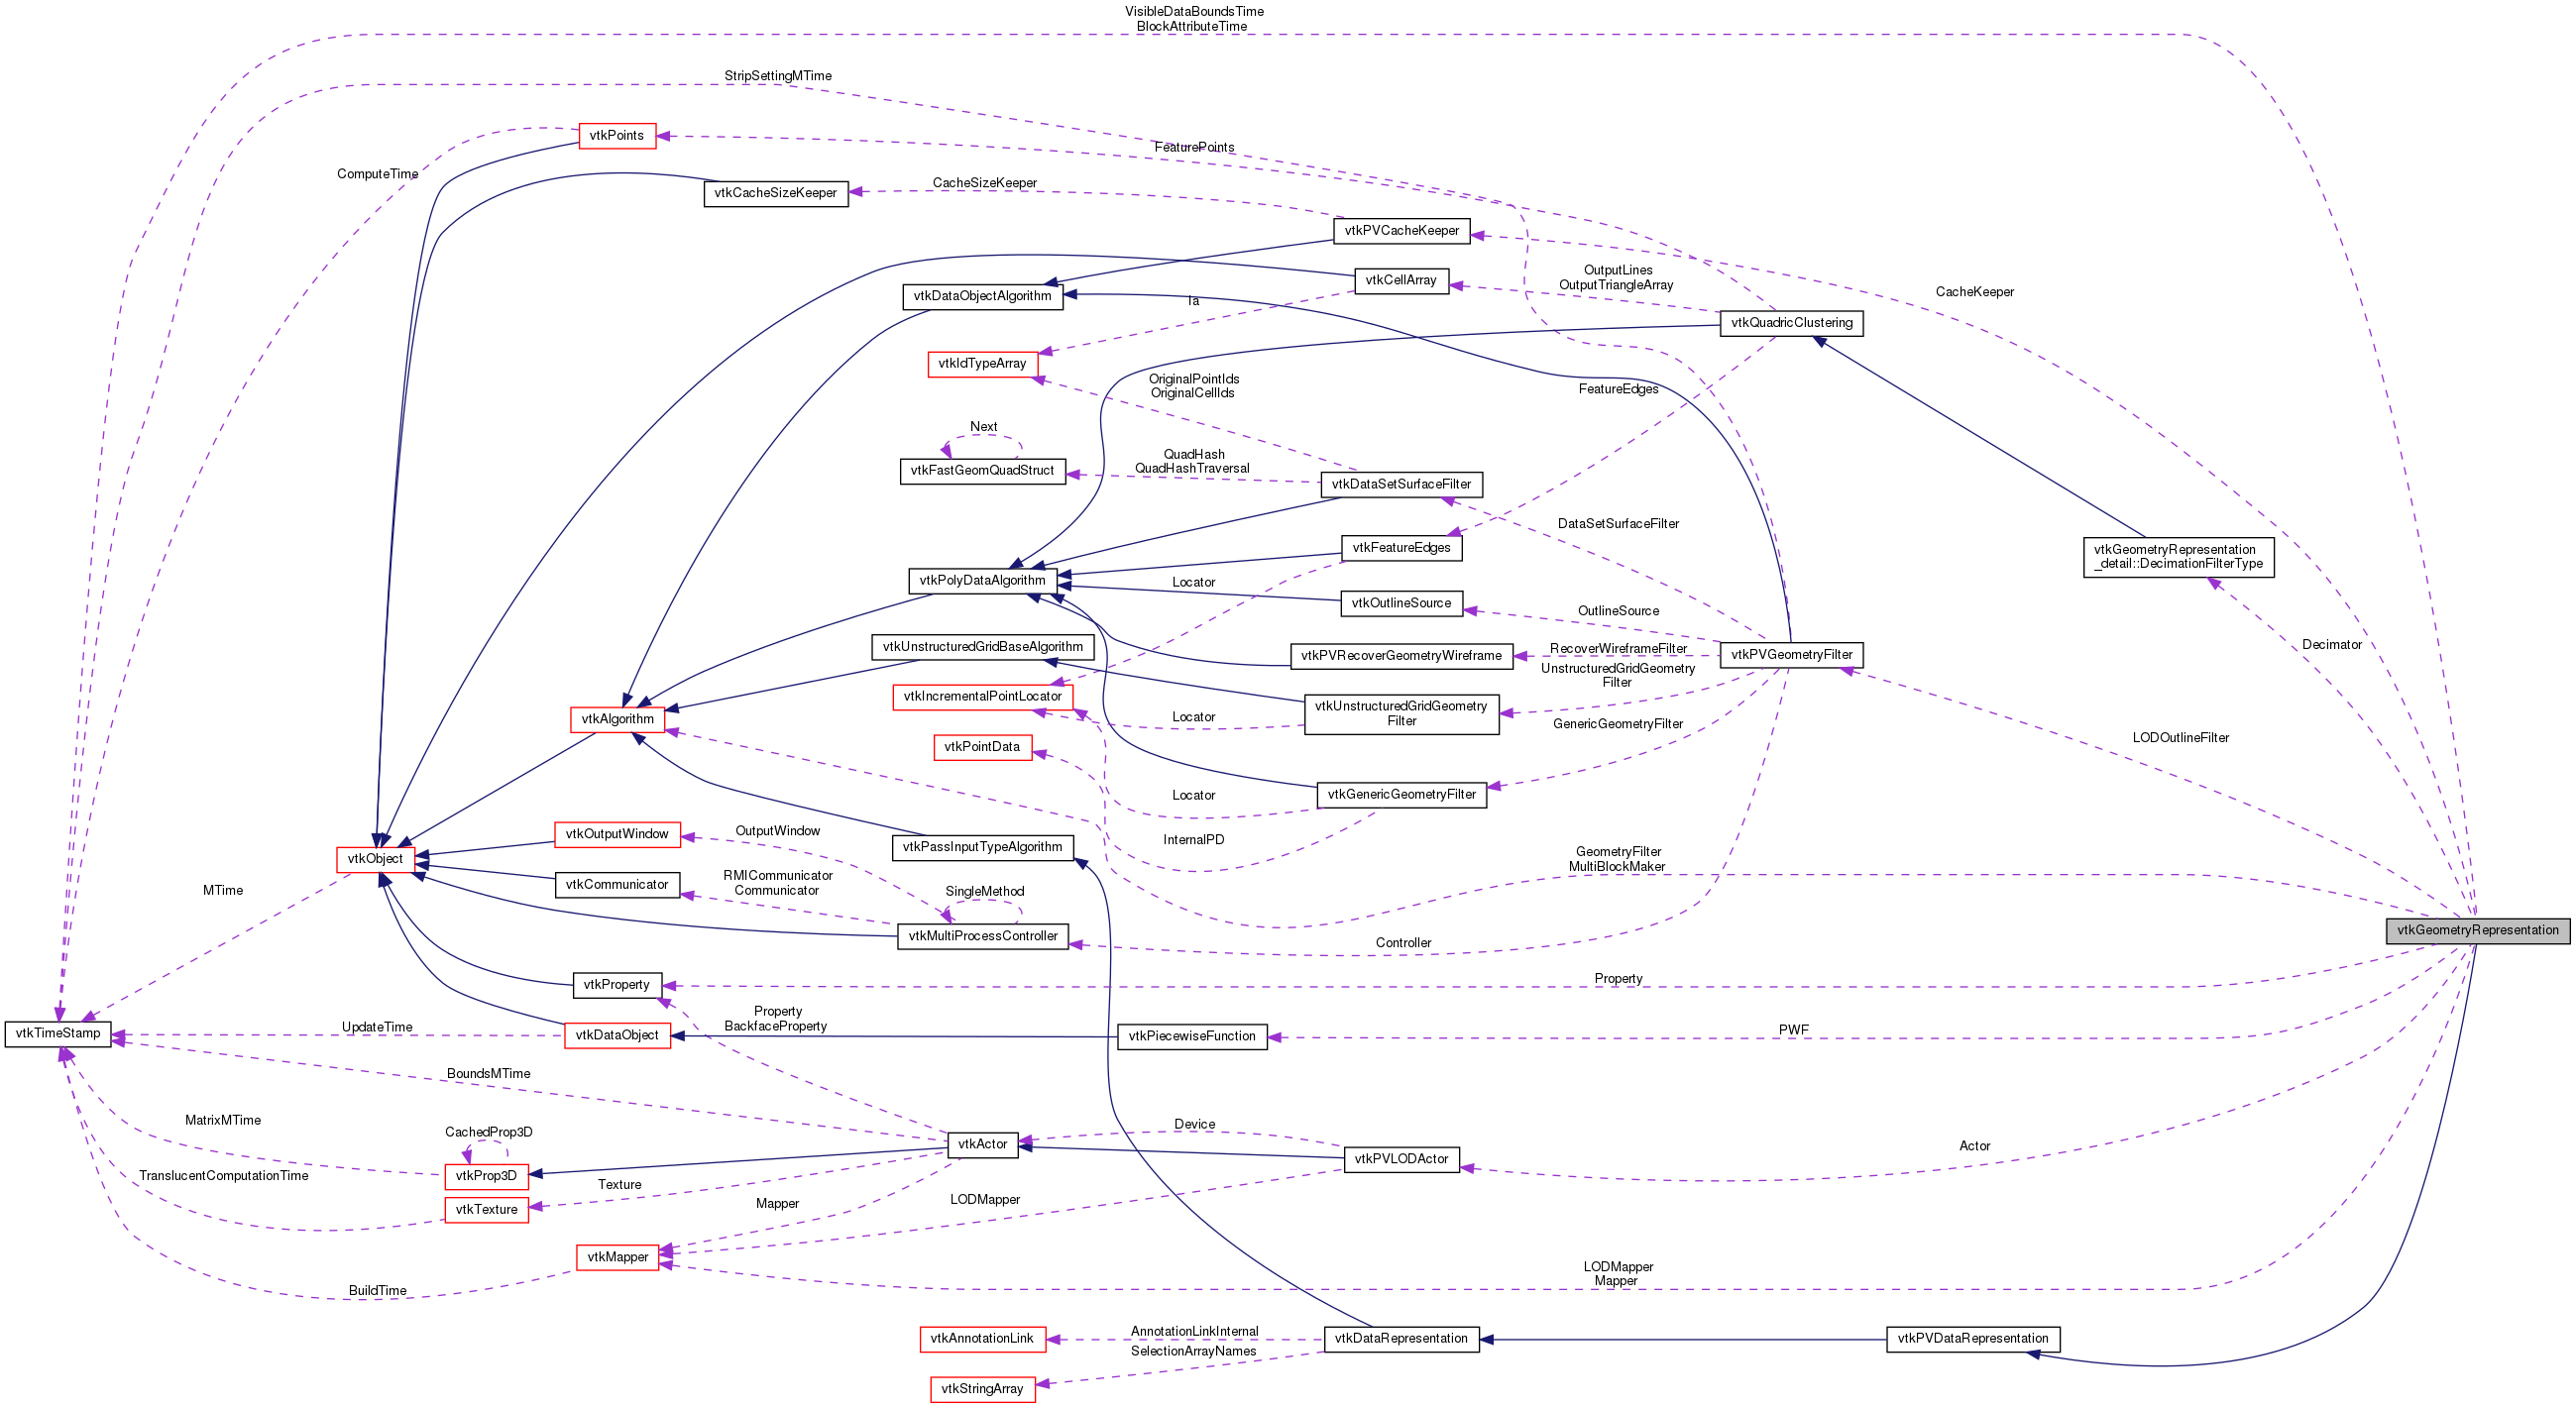 VisibleDataBoundsTime
BlockAttributeTime
StripSettingMTime
vtkPoints
FeaturePoints
ComputeTime
vtkCacheSizeKeeper
CacheSizeKeeper
vtkPVCacheKeeper
CacheKeeper
vtkCellArray
OutputLines
OutputTriangleArray
vtkDataObjectAlgorithm
Ia
vtkQuadricClustering
vtkIdTypeArray
OriginalPointIds
OriginalCellIds
FeatureEdges
Next
vtkFastGeomQuadStruct
QuadHash
QuadHashTraversal
vtkDataSetSurfaceFilter
DataSetSurfaceFilter
vtkFeatureEdges
vtkGeometryRepresentation
_detail::DecimationFilterType
vtkPolyDataAlgorithm
Locator
vtkOutlineSource
OutlineSource
vtkUnstructuredGridBaseAlgorithm
vtkPVRecoverGeometryWireframe
RecoverWireframeFilter
vtkPVGeometryFilter
Decimator
UnstructuredGridGeometry
Filter
vtkIncrementalPointLocator
vtkUnstructuredGridGeometry
Filter
Locator
vtkAlgorithm
GenericGeometryFilter
LODOutlineFilter
vtkPointData
vtkGenericGeometryFilter
Locator
vtkOutputWindow
OutputWindow
vtkPassInputTypeAlgorithm
InternalPD
vtkObject
GeometryFilter
MultiBlockMaker
MTime
vtkCommunicator
RMICommunicator
Communicator
SingleMethod
vtkMultiProcessController
Controller
vtkGeometryRepresentation
vtkProperty
Property
vtkTimeStamp
UpdateTime
vtkDataObject
Property
BackfaceProperty
vtkPiecewiseFunction
PWF
BoundsMTime
MatrixMTime
CachedProp3D
vtkActor
Device
vtkPVLODActor
Actor
TranslucentComputationTime
vtkProp3D
Texture
vtkTexture
Mapper
LODMapper
vtkMapper
BuildTime
LODMapper
Mapper
vtkAnnotationLink
AnnotationLinkInternal
vtkDataRepresentation
vtkPVDataRepresentation
SelectionArrayNames
vtkStringArray